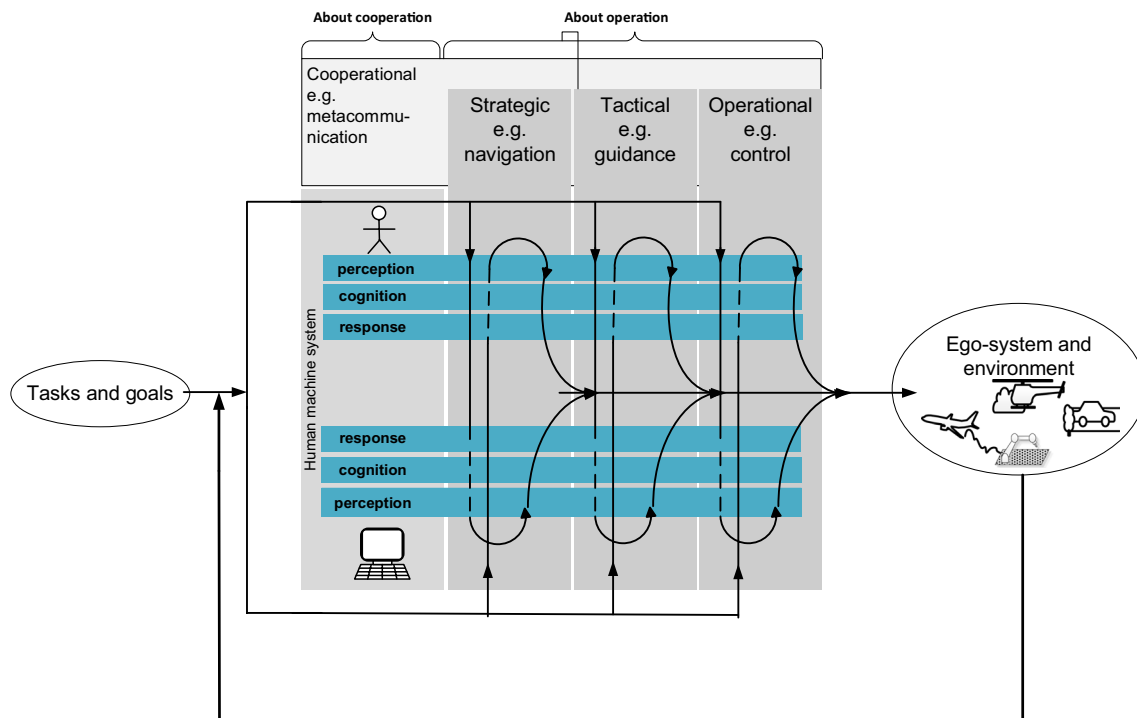 About cooperation
About operation
Cooperational
e.g.
metacommu-
nication
Strategic
e.g.
navigation
Tactical
e.g.
guidance
Operational
e.g.
control
Human machine system
perception
cognition
response
response
cognition
perception
Tasks and goals
Ego-system and
environment